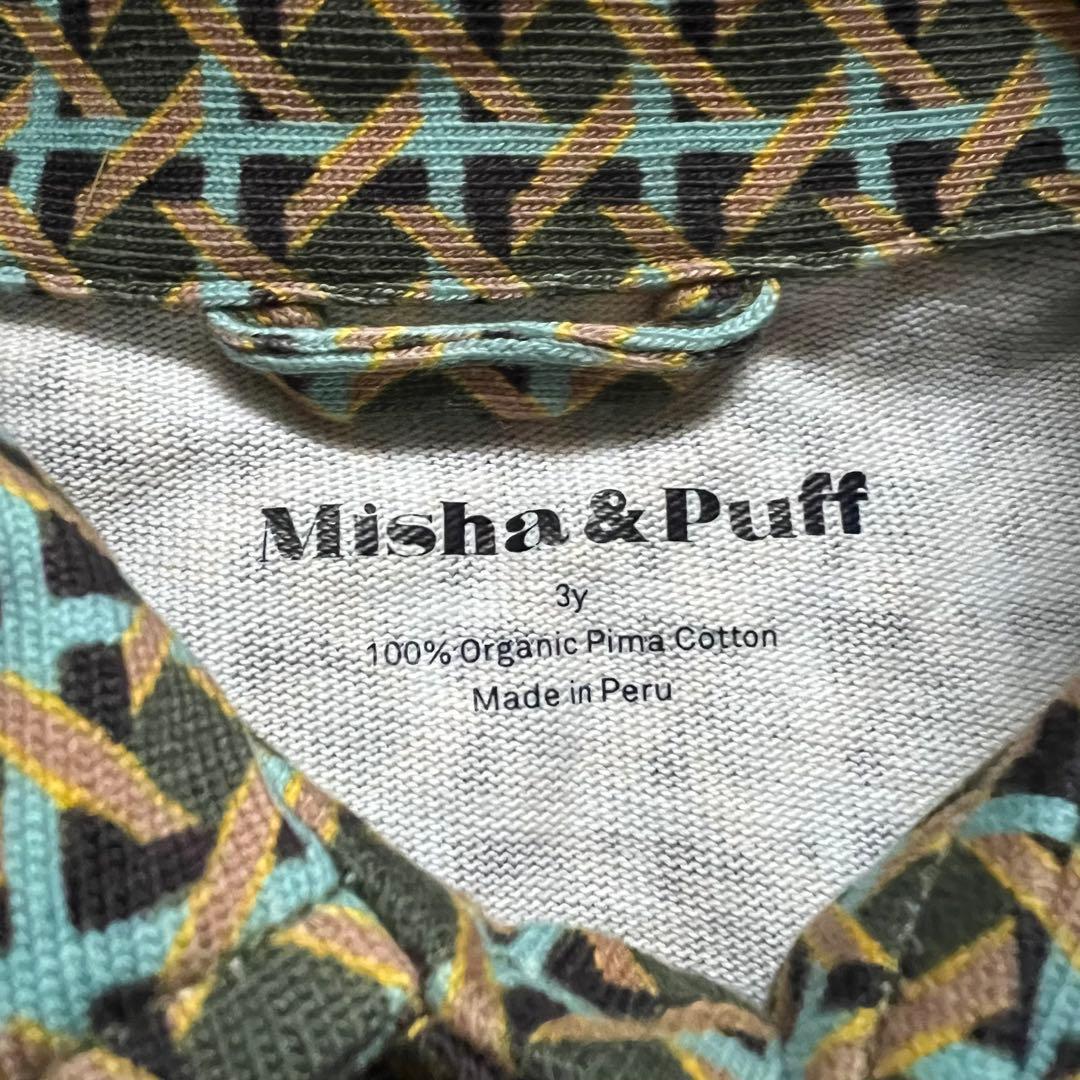 Misha & Puff
3y
100% Organic Pima Cotton
Made in Peru